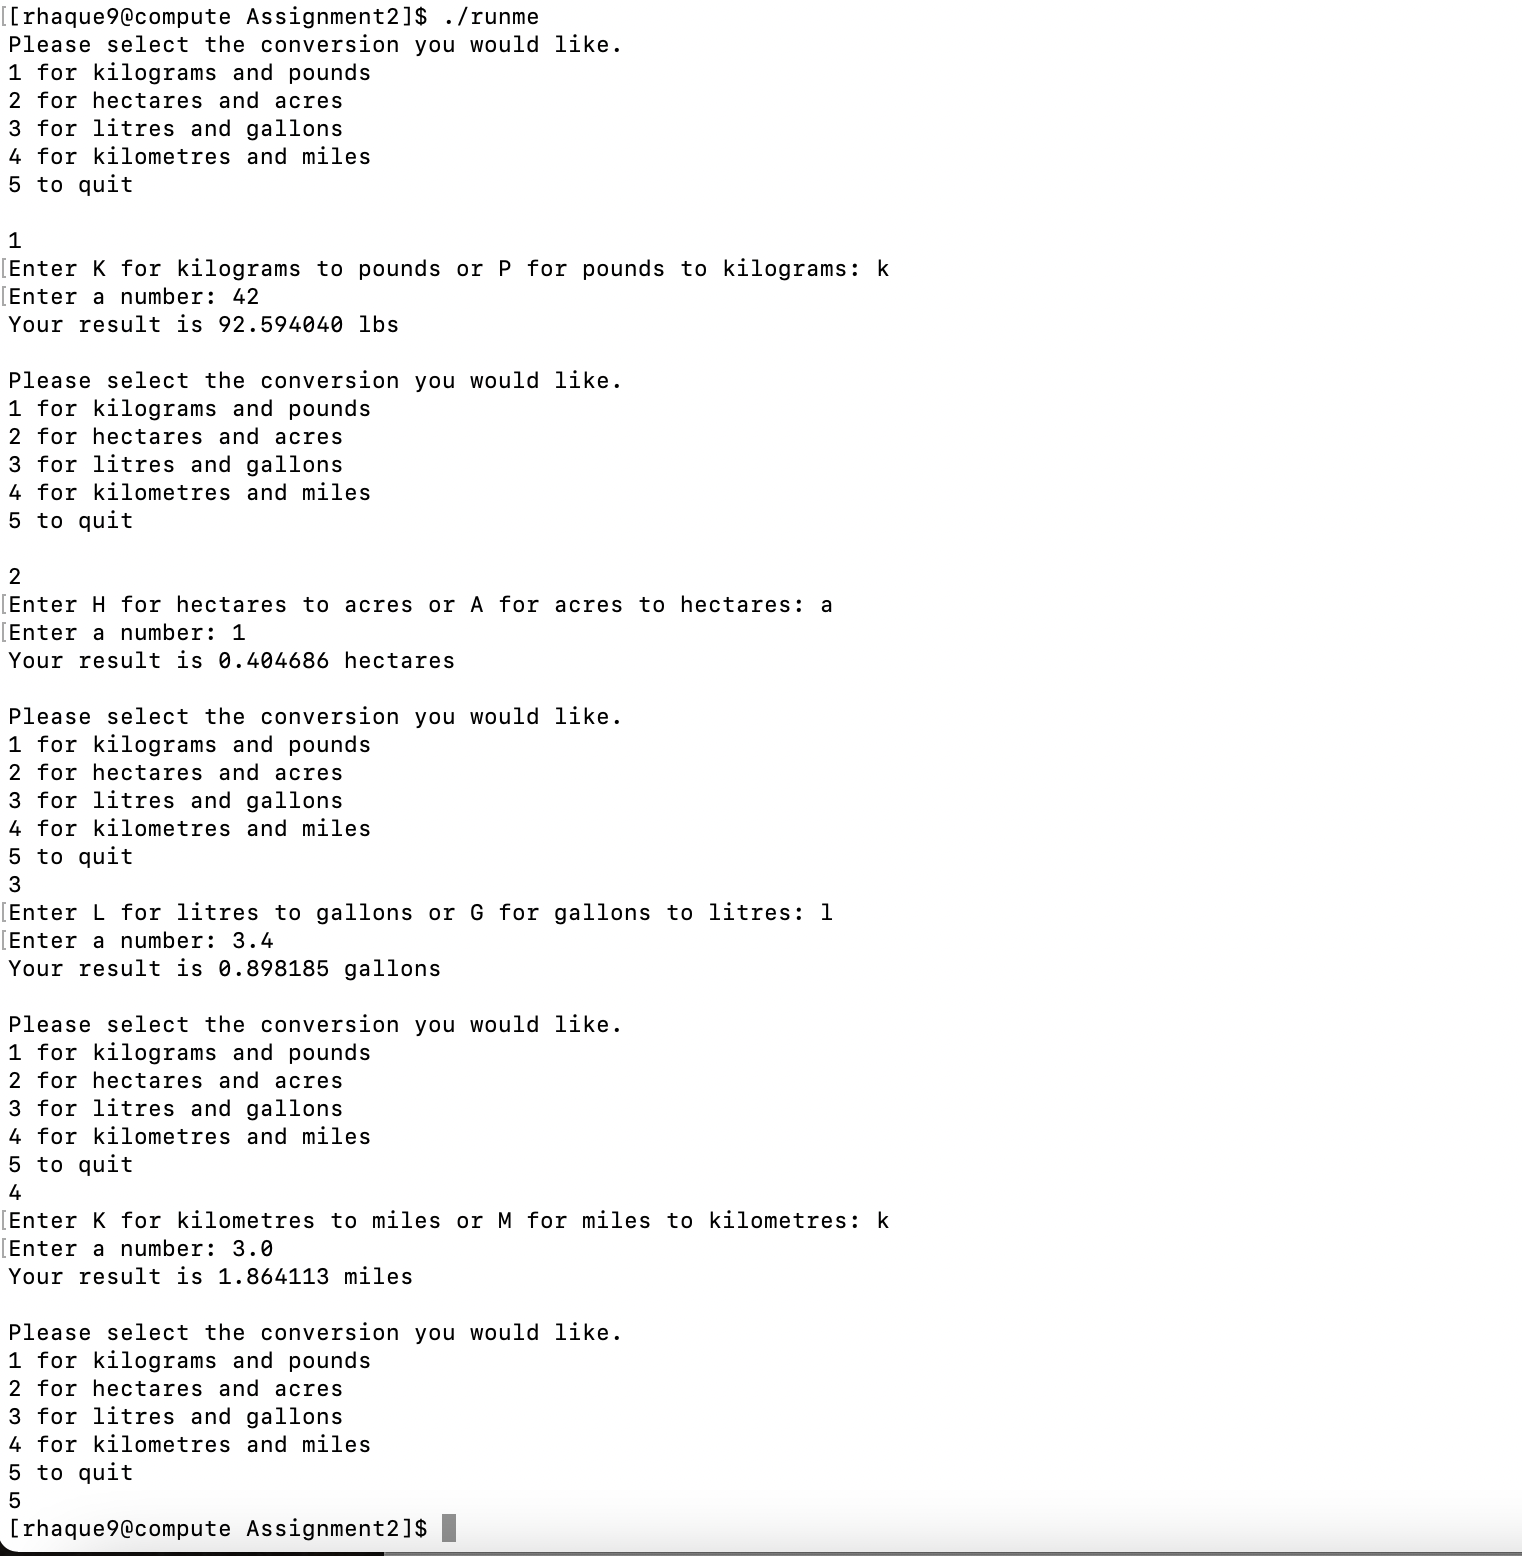 [[rhaque9@compute Assignment2]$ ./runme
Please select the conversion you would like.
1 for kilograms and pounds
2 for hectares and acres
3 for litres and gallons
4 for kilometres and miles
5 to quit
1
[Enter K for kilograms to pounds or P for pounds to kilograms: k
[Enter a number: 42
Your result is 92.594040 lbs
Please select the conversion you would like.
1 for kilograms and pounds
2 for hectares and acres
3 for litres and gallons
4 for kilometres and miles
5 to quit
2
[Enter H for hectares to acres or A for acres to hectares: a
[Enter a number: 1
Your result is 0.404686 hectares
Please select the conversion you would like.
1 for kilograms and pounds
2 for hectares and acres
3 for litres and gallons
4 for kilometres and miles
5 to quit
3
[Enter L for litres to gallons or G for gallons to litres: l
[Enter a number: 3.4
Your result is 0.898185 gallons
Please select the conversion you would like.
1 for kilograms and pounds
2 for hectares and acres
3 for litres and gallons
4 for kilometres and miles
5 to quit
4
[Enter K for kilometres to miles or M for miles to kilometres: k
[Enter a number: 3.0
Your result is 1.864113 miles
Please select the conversion you would like.
1 for kilograms and pounds
2 for hectares and acres
3 for litres and gallons
4 for kilometres and miles
5 to quit
5
[rhaque9@compute Assignment2]$